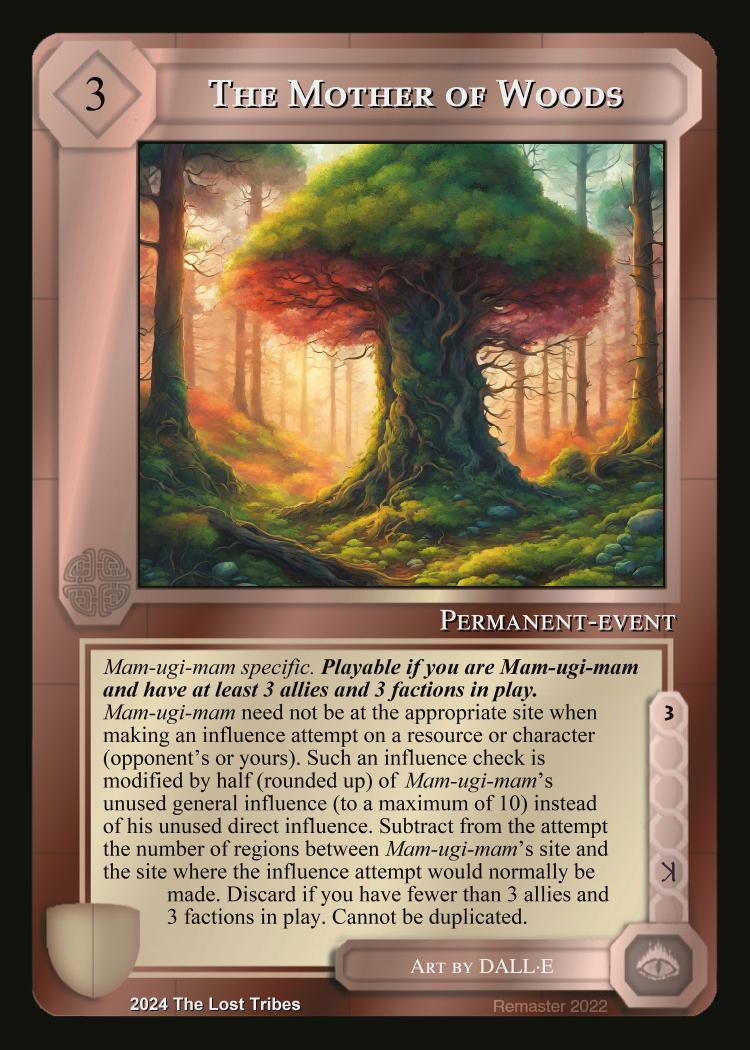 3
The Mother of Woods
Permanent-event
Mam-ugi-mam specific. Playable if you are Mam-ugi-mam
and have at least 3 allies and 3 factions in play.
Mam-ugi-mam need not be at the appropriate site when
making an influence attempt on a resource or character
(opponent's or yours). Such an influence check is
modified by half (rounded up) of Mam-ugi-mam's
unused general influence (to a maximum of 10) instead
of his unused direct influence. Subtract from the attempt
the number of regions between Mam-ugi-mam's site and
the site where the influence attempt would normally be
made. Discard if you have fewer than 3 allies and
3 factions in play. Cannot be duplicated.
3
Art by DALL·E
2024 The Lost Tribes
Remaster 2022